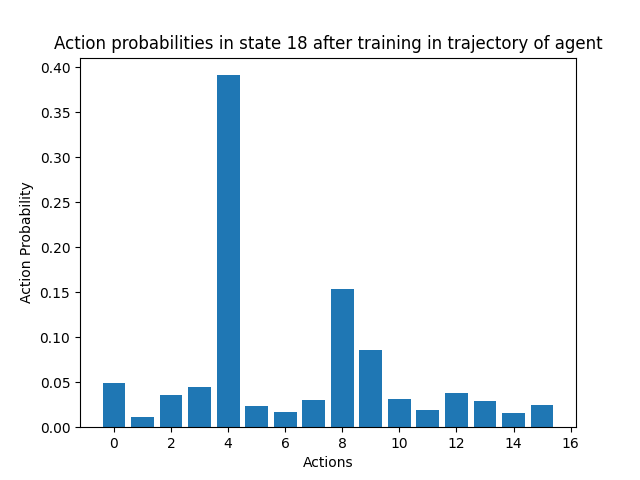 Action probabilities in state 18 after training in trajectory of agent
0.40
0.35
0.30
0.25
0.20
0.15
0.10
0.05
0.00
Action Probability
0 2 4 6 8 10 12 14 16
Actions